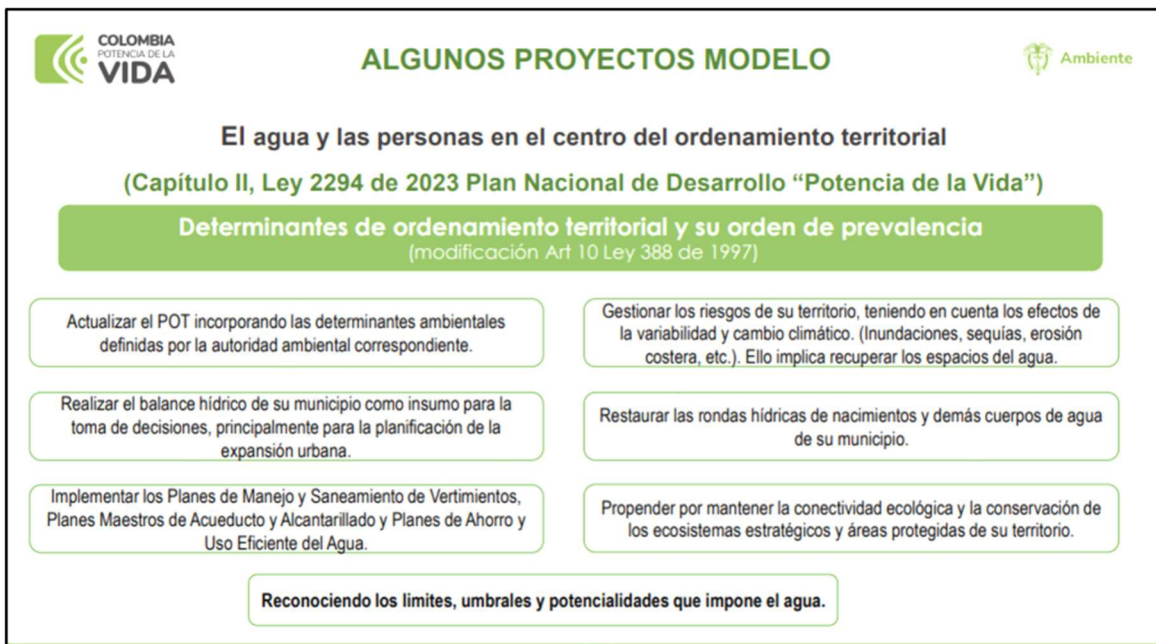 COLOMBIA
POTENCIA DE LA
VIDA
ALGUNOS PROYECTOS MODELO
Ambiente
El agua y las personas en el centro del ordenamiento territorial
(Capítulo II, Ley 2294 de 2023 Plan Nacional de Desarrollo “Potencia de la Vida”)
Determinantes de ordenamiento territorial y su orden de prevalencia
(modificación Art 10 Ley 388 de 1997)
Actualizar el POT incorporando las determinantes ambientales
definidas por la autoridad ambiental correspondiente.
Gestionar los riesgos de su territorio, teniendo en cuenta los efectos de
la variabilidad y cambio climático. (Inundaciones, sequías, erosión
costera, etc.). Ello implica recuperar los espacios del agua.
Realizar el balance hídrico de su municipio como insumo para la
toma de decisiones, principalmente para la planificación de la
expansión urbana.
Restaurar las rondas hídricas de nacimientos y demás cuerpos de agua
de su municipio.
Implementar los Planes de Manejo y Saneamiento de Vertimientos,
Planes Maestros de Acueducto y Alcantarillado y Planes de Ahorro y
Uso Eficiente del Agua.
Propender por mantener la conectividad ecológica y la conservación de
los ecosistemas estratégicos y áreas protegidas de su territorio.
Reconociendo los limites, umbrales y potencialidades que impone el agua.